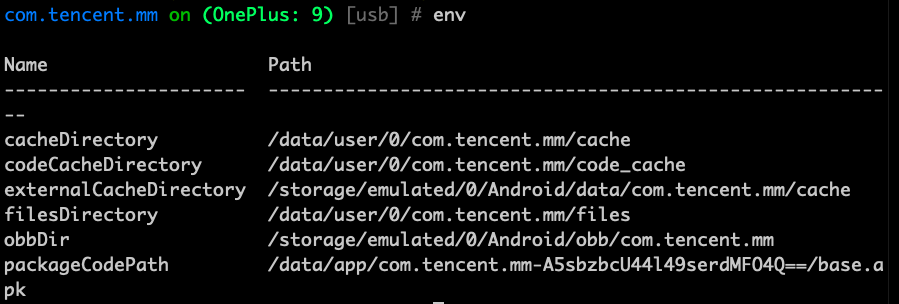 com.tencent.mm on (OnePlus: 9) [usb] # env
Name Path
---------------------- --------------------------------------------------------
--
cacheDirectory /data/user/0/com.tencent.mm/cache
codeCacheDirectory /data/user/0/com.tencent.mm/code_cache
externalCacheDirectory /storage/emulated/0/Android/data/com.tencent.mm/cache
filesDirectory /data/user/0/com.tencent.mm/files
obbDir /storage/emulated/0/Android/obb/com.tencent.mm
packageCodePath /data/app/com.tencent.mm-A5sbzbcU44l49serdMFO4Q==/base.a
pk